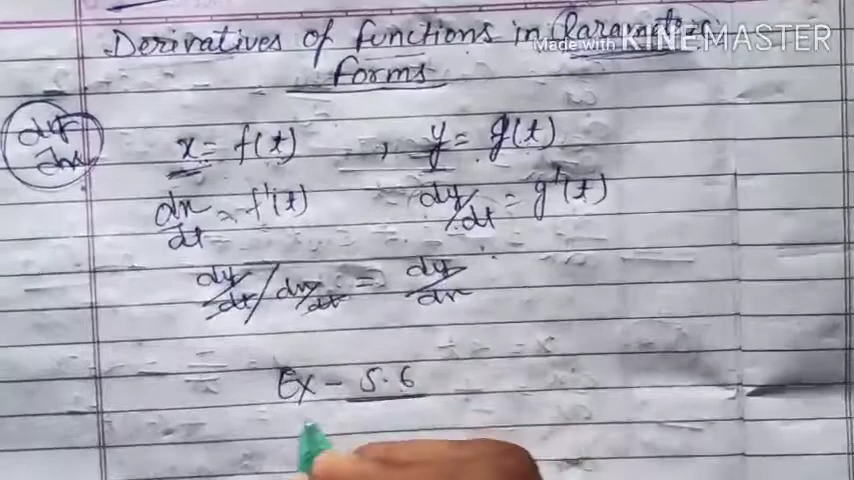 Derivatives of functions in Parametric
Made with KINEMASTER
forms
dy/dx
x = f(t) , y = g(t)
dx/dt = f'(t) dy/dt = g'(t)
dy/dt / dx/dt = dy/dx
Ex - 5.6